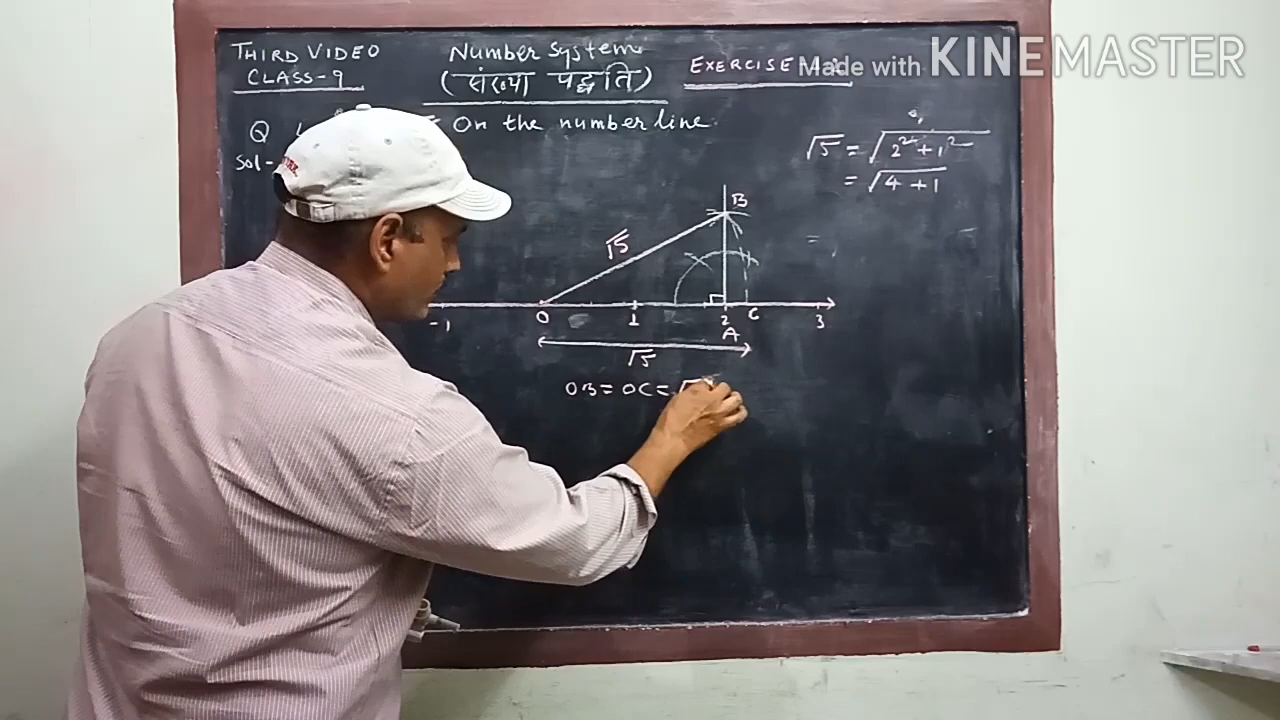 THIRD VIDEO
CLASS-9
Number System
(संख्या पद्धति)
EXERCISE
Made with KINEMASTER
Q
On the number line.
Sol-
√5 = √2²+1²
= √4+1
B
√5
-1 0 1 2 C 3
A
√5
OB = OC =